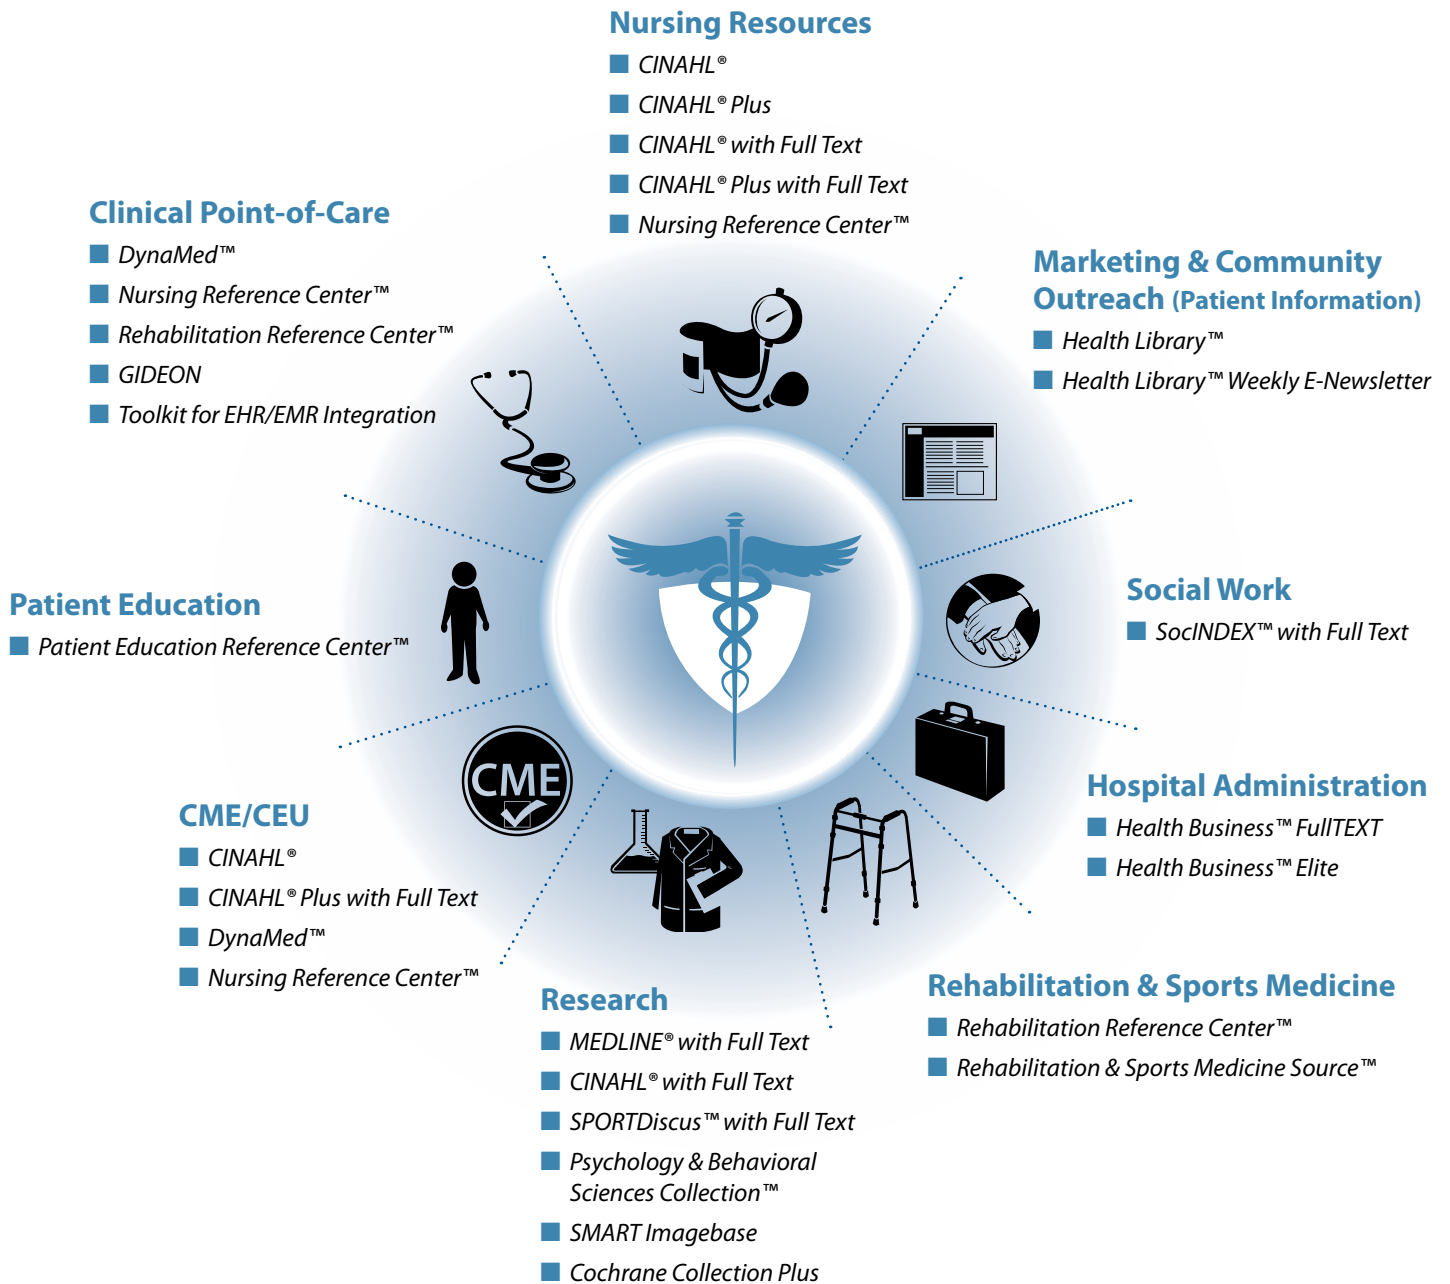 Nursing Resources
CINAHL®
CINAHL® Plus
CINAHL® with Full Text
CINAHL® Plus with Full Text
Nursing Reference Center™
Clinical Point-of-Care
DynaMed™
Nursing Reference Center™
Rehabilitation Reference Center™
GIDEON
Toolkit for EHR/EMR Integration
Marketing & Community
Outreach (Patient Information)
Health Library™
Health Library™ Weekly E-Newsletter
Patient Education
Patient Education Reference Center™
Social Work
SocINDEX™ with Full Text
CME
Hospital Administration
Health Business™ FullTEXT
Health Business™ Elite
CME/CEU
CINAHL®
CINAHL® Plus with Full Text
DynaMed™
Nursing Reference Center™
Rehabilitation & Sports Medicine
Rehabilitation Reference Center™
Rehabilitation & Sports Medicine Source™
Research
MEDLINE® with Full Text
CINAHL® with Full Text
SPORTDiscus™ with Full Text
Psychology & Behavioral
Sciences Collection™
SMART Imagebase
Cochrane Collection Plus